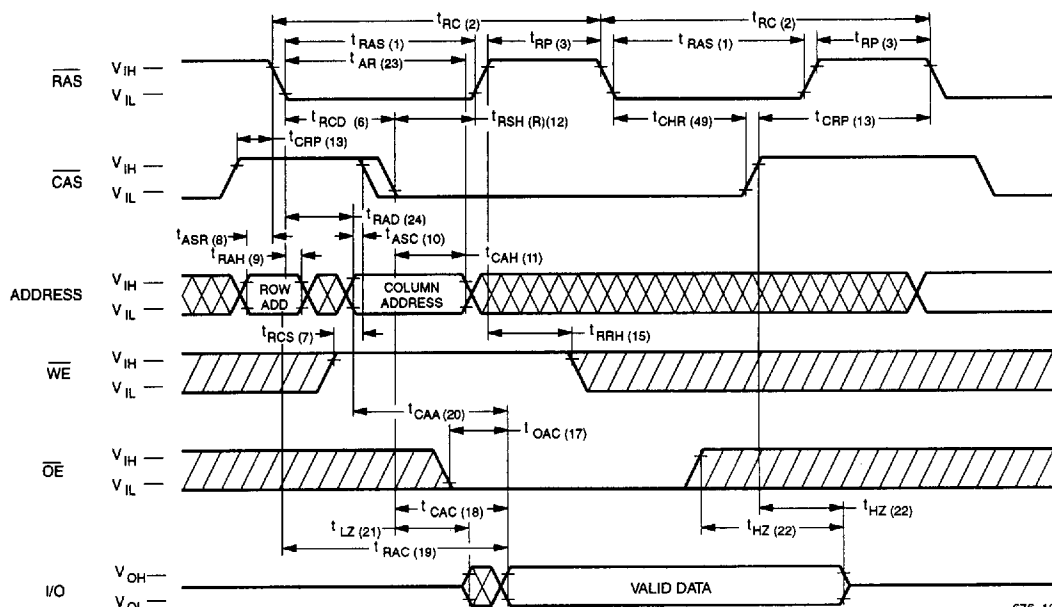 tRC (2) tRC (2)
tRAS (1) tRP (3) tRAS (1) tRP (3)
tAR (23)
RAS VIH
VIL
tRCD (6) tRSH (R)(12) tCHR (49) tCRP (13)
tCRP (13)
CAS VIH
VIL
tRAD (24)
tASR (8) tASC (10)
tRAH (9) tCAH (11)
ADDRESS VIH ROW ADD COLUMN ADDRESS
VIL
tRCS (7) tRRH (15)
WE VIH
VIL
tCAA (20)
tOAC (17)
OE VIH
VIL
tCAC (18) tHZ (22)
tLZ (21) tHZ (22)
tRAC (19)
I/O VOH VALID DATA
VOL